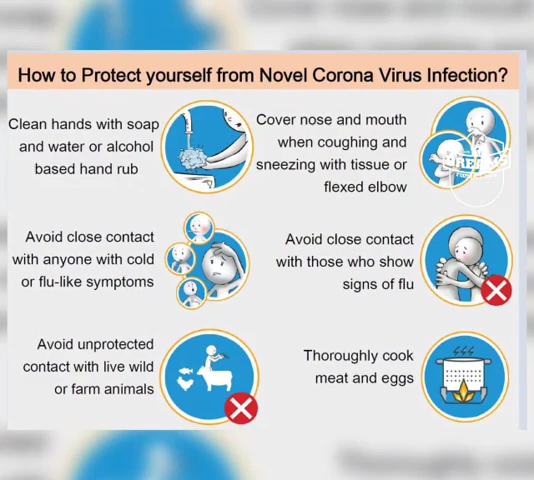 How to Protect yourself from Novel Corona Virus Infection?
Clean hands with soap
and water or alcohol
based hand rub
Cover nose and mouth
when coughing and
sneezing with tissue or
flexed elbow
Avoid close contact
with anyone with cold
or flu-like symptoms
Avoid close contact
with those who show
signs of flu
Avoid unprotected
contact with live wild
or farm animals
Thoroughly cook
meat and eggs